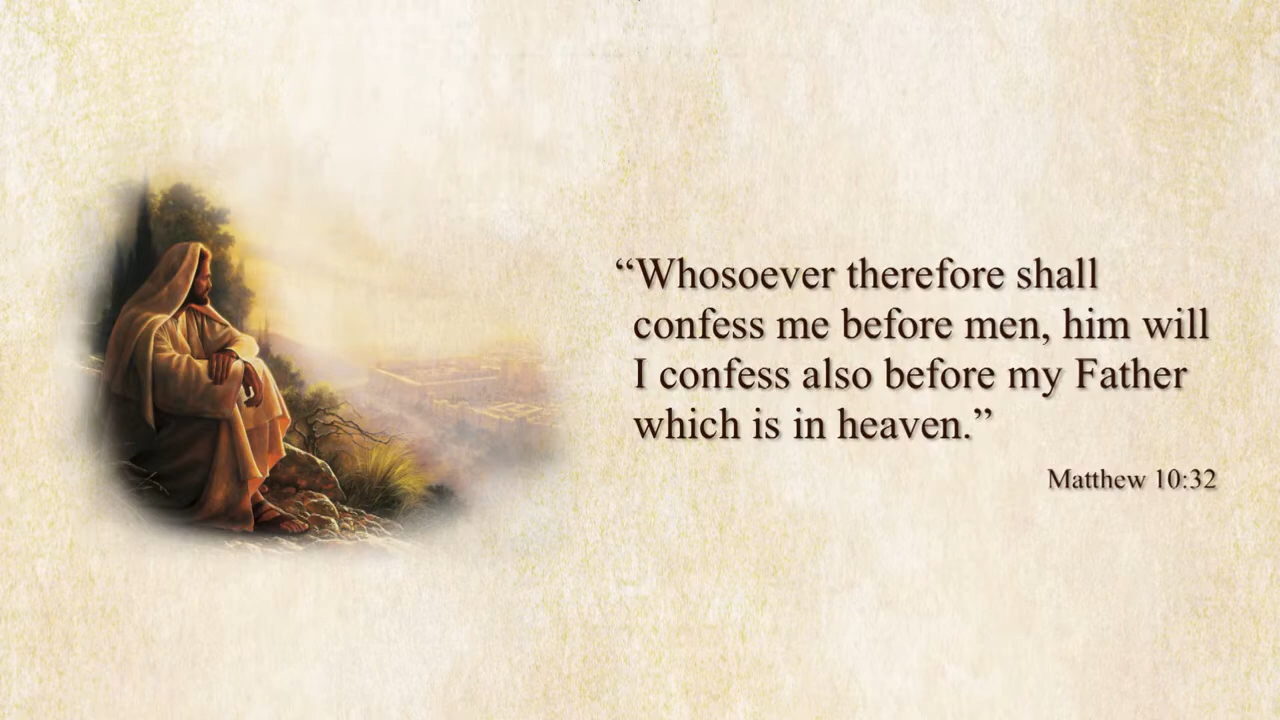 “Whosoever therefore shall
confess me before men, him will
I confess also before my Father
which is in heaven.”
Matthew 10:32